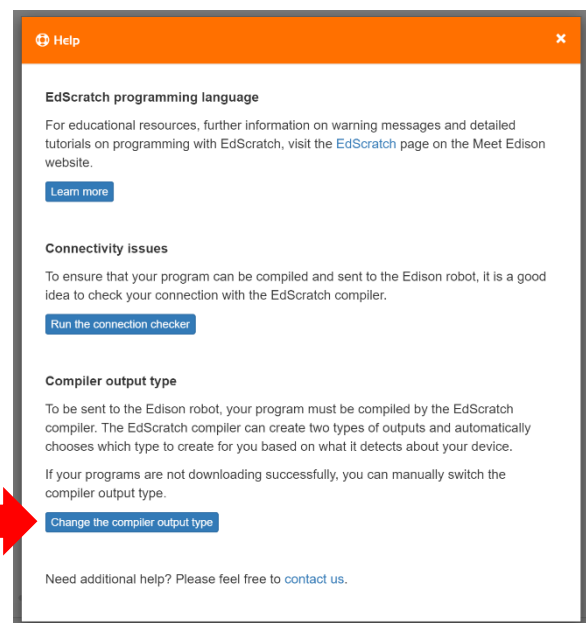 Help
×
EdScratch programming language
For educational resources, further information on warning messages and detailed
tutorials on programming with EdScratch, visit the EdScratch page on the Meet Edison
website.
Learn more
Connectivity issues
To ensure that your program can be compiled and sent to the Edison robot, it is a good
idea to check your connection with the EdScratch compiler.
Run the connection checker
Compiler output type
To be sent to the Edison robot, your program must be compiled by the EdScratch
compiler. The EdScratch compiler can create two types of outputs and automatically
chooses which type to create for you based on what it detects about your device.
If your programs are not downloading successfully, you can manually switch the
compiler output type.
Change the compiler output type
Need additional help? Please feel free to contact us.